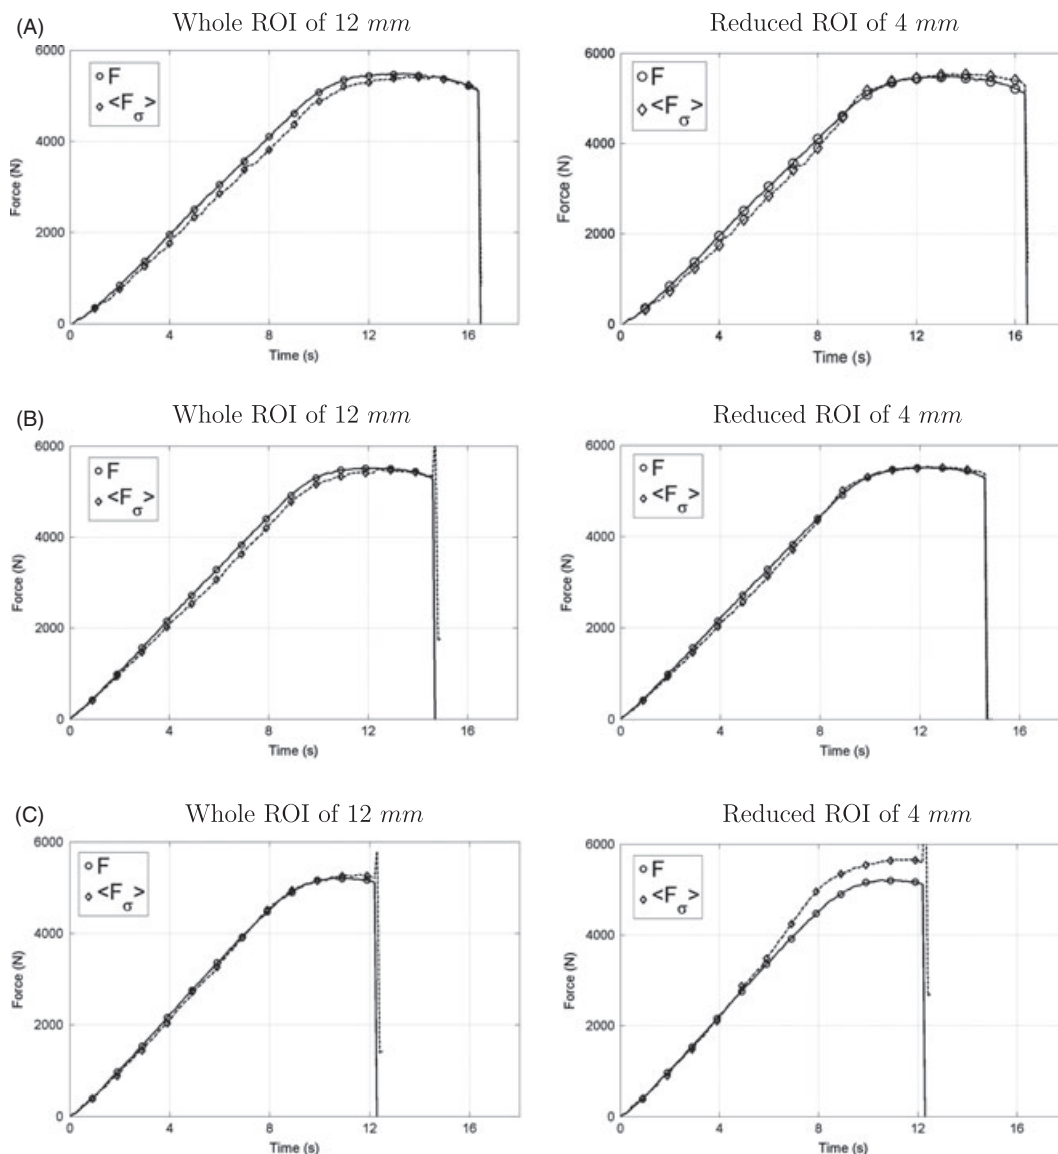 (A)
Whole ROI of 12 mm
Reduced ROI of 4 mm
6000
4000
2000
0
Force (N)
F
<Fσ>
0 4 8 12 16
Time (s)
6000
4000
2000
0
Force (N)
F
<Fσ>
0 4 8 12 16
Time (s)
(B)
Whole ROI of 12 mm
Reduced ROI of 4 mm
6000
4000
2000
0
Force (N)
F
<Fσ>
0 4 8 12 16
Time (s)
6000
4000
2000
0
Force (N)
F
<Fσ>
0 4 8 12 16
Time (s)
(C)
Whole ROI of 12 mm
Reduced ROI of 4 mm
6000
4000
2000
0
Force (N)
F
<Fσ>
0 4 8 12 16
Time (s)
6000
4000
2000
0
Force (N)
F
<Fσ>
0 4 8 12 16
Time (s)